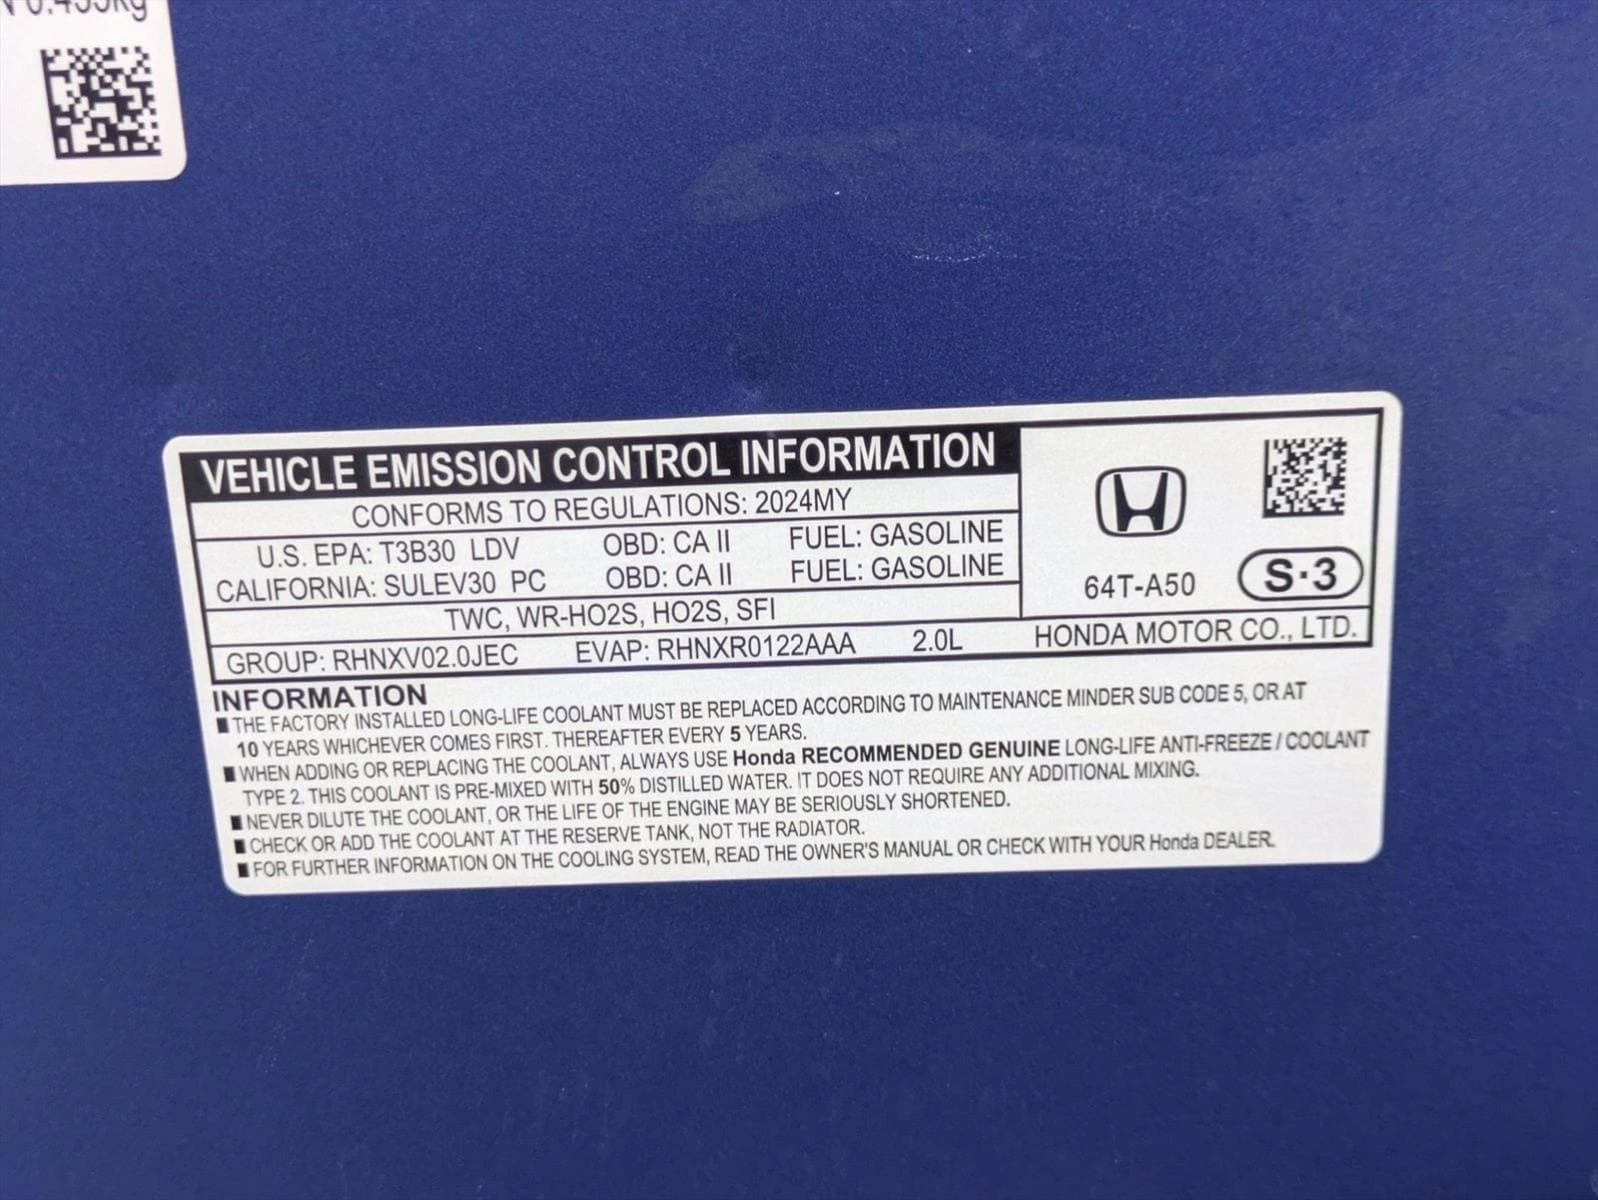 0.455kg
VEHICLE EMISSION CONTROL INFORMATION
CONFORMS TO REGULATIONS: 2024MY
U.S. EPA: T3B30 LDV OBD: CA II FUEL: GASOLINE
CALIFORNIA: SULEV30 PC OBD: CA II FUEL: GASOLINE
TWC, WR-HO2S, HO2S, SFI
GROUP: RHNXV02.0JEC EVAP: RHNXR0122AAA 2.0L
64T-A50 S·3
HONDA MOTOR CO., LTD.
INFORMATION
THE FACTORY INSTALLED LONG-LIFE COOLANT MUST BE REPLACED ACCORDING TO MAINTENANCE MINDER SUB CODE 5, OR AT
10 YEARS WHICHEVER COMES FIRST. THEREAFTER EVERY 5 YEARS.
WHEN ADDING OR REPLACING THE COOLANT, ALWAYS USE Honda RECOMMENDED GENUINE LONG-LIFE ANTI-FREEZE / COOLANT
TYPE 2. THIS COOLANT IS PRE-MIXED WITH 50% DISTILLED WATER. IT DOES NOT REQUIRE ANY ADDITIONAL MIXING.
NEVER DILUTE THE COOLANT, OR THE LIFE OF THE ENGINE MAY BE SERIOUSLY SHORTENED.
CHECK OR ADD THE COOLANT AT THE RESERVE TANK, NOT THE RADIATOR.
FOR FURTHER INFORMATION ON THE COOLING SYSTEM, READ THE OWNER'S MANUAL OR CHECK WITH YOUR Honda DEALER.